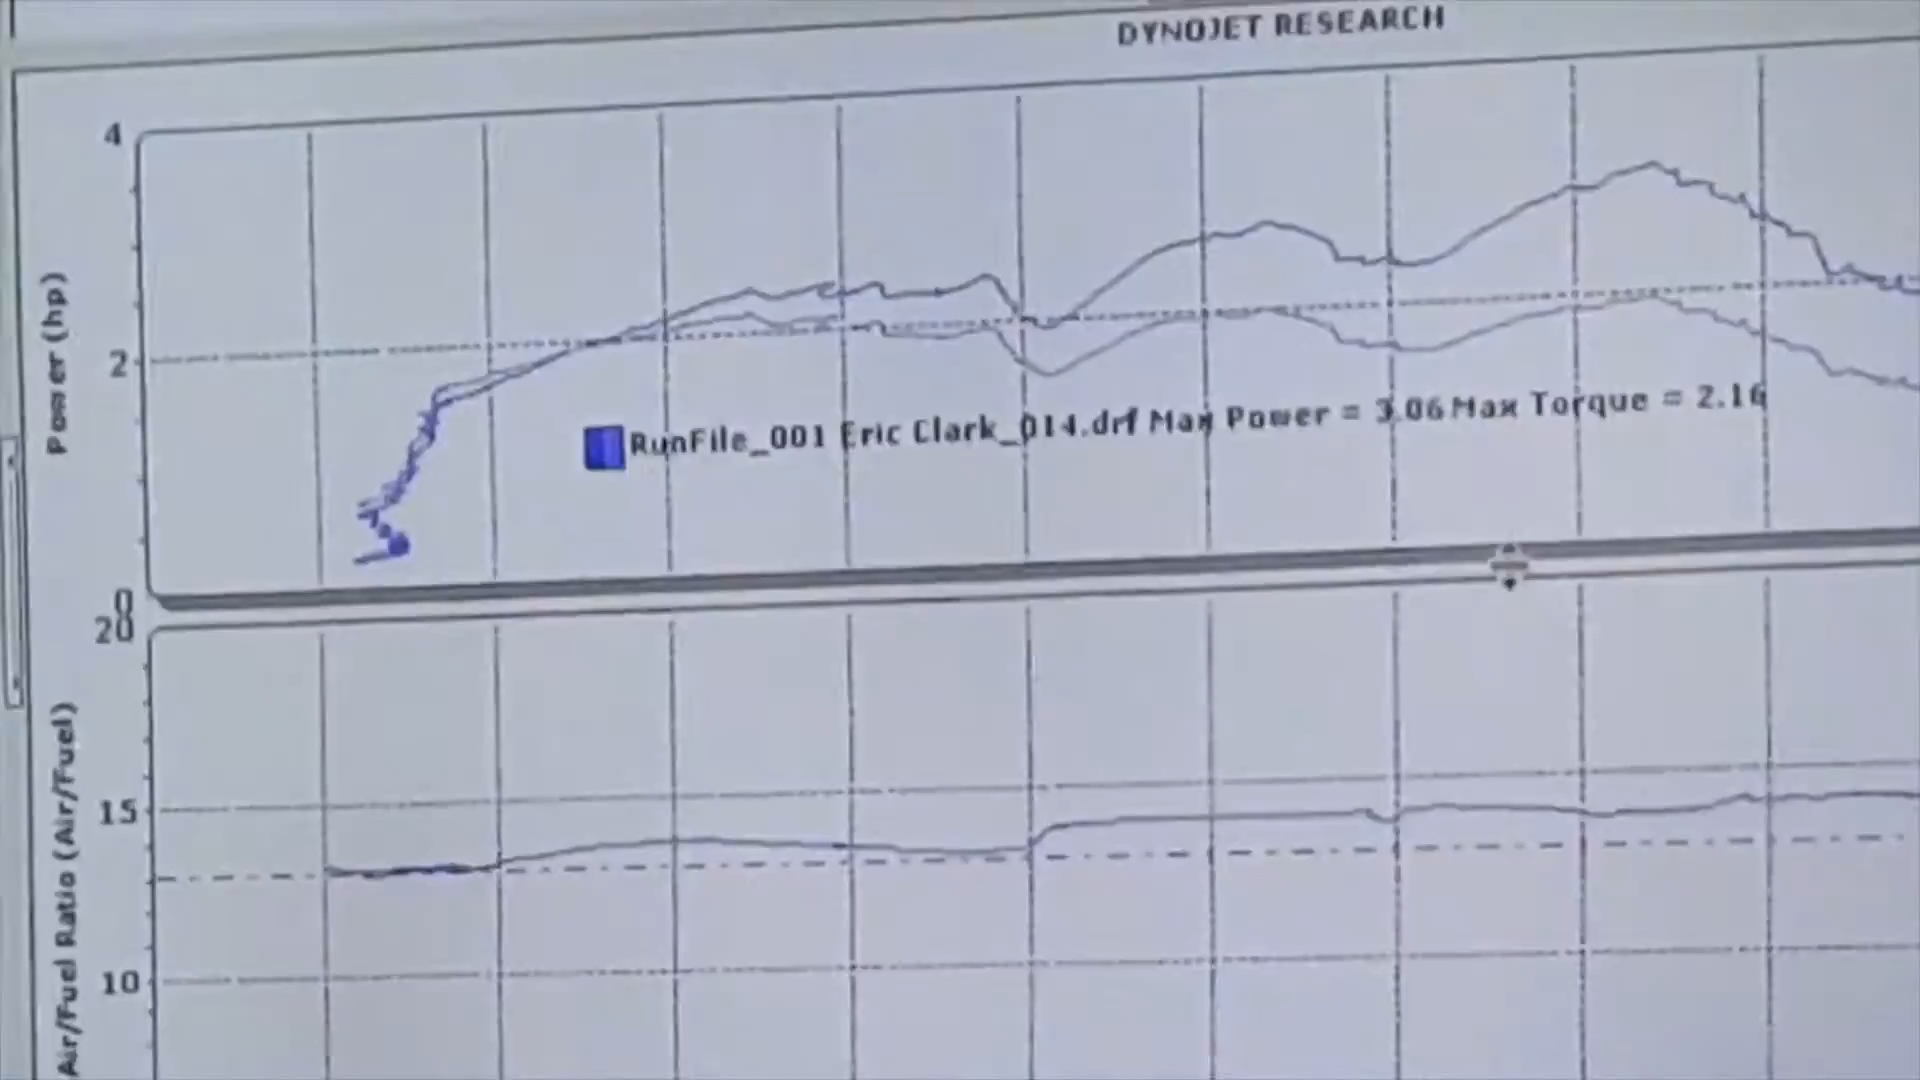 DYNOJET RESEARCH
4
Power (hp)
2
RunFile_001 Eric Clark_014.drf Max Power = 3.06 Max Torque = 2.16
0
20
Air/Fuel Ratio (Air/Fuel)
15
10